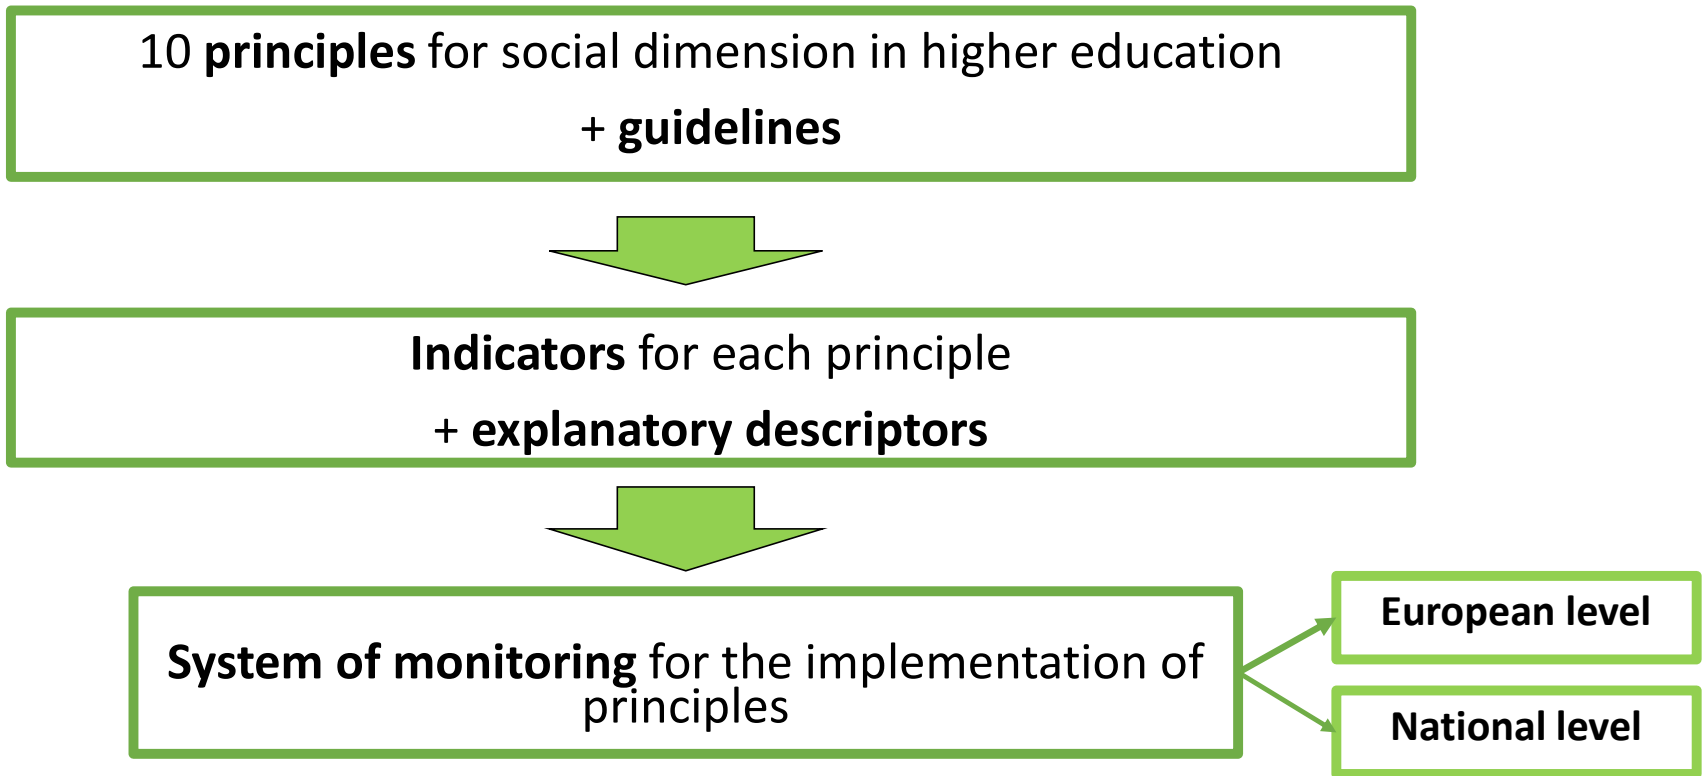 10 principles for social dimension in higher education
+ guidelines
Indicators for each principle
+ explanatory descriptors
System of monitoring for the implementation of
principles
European level
National level